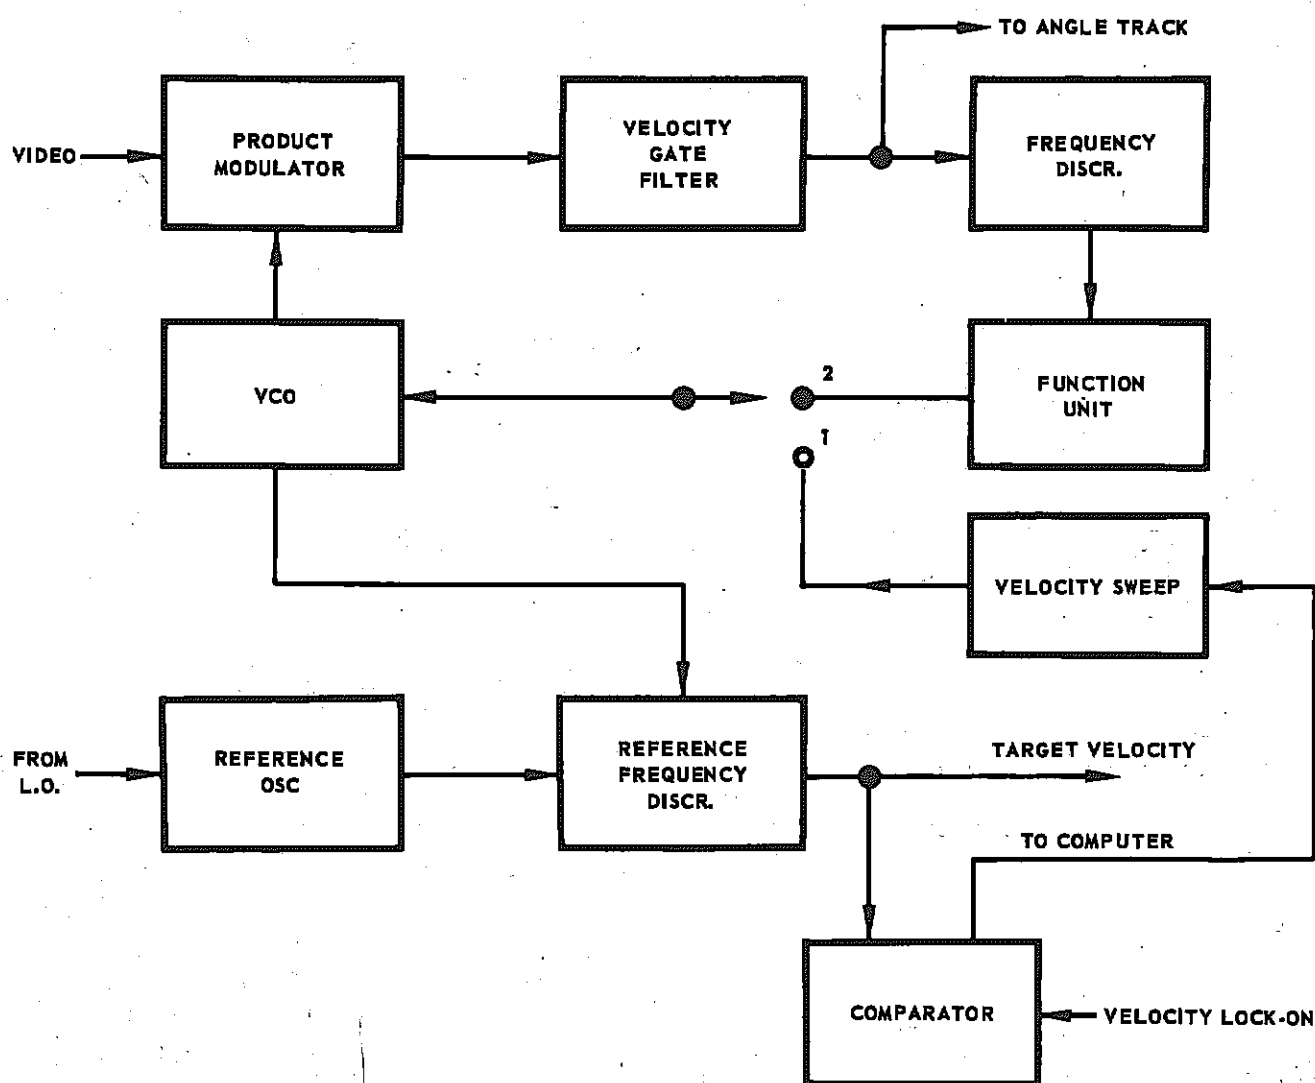 TO ANGLE TRACK
VIDEO
PRODUCT
MODULATOR
VELOCITY
GATE
FILTER
FREQUENCY
DISCR.
VCO
2
1
FUNCTION
UNIT
VELOCITY SWEEP
FROM
L.O.
REFERENCE
OSC
REFERENCE
FREQUENCY
DISCR.
TARGET VELOCITY
TO COMPUTER
COMPARATOR
VELOCITY LOCK-ON